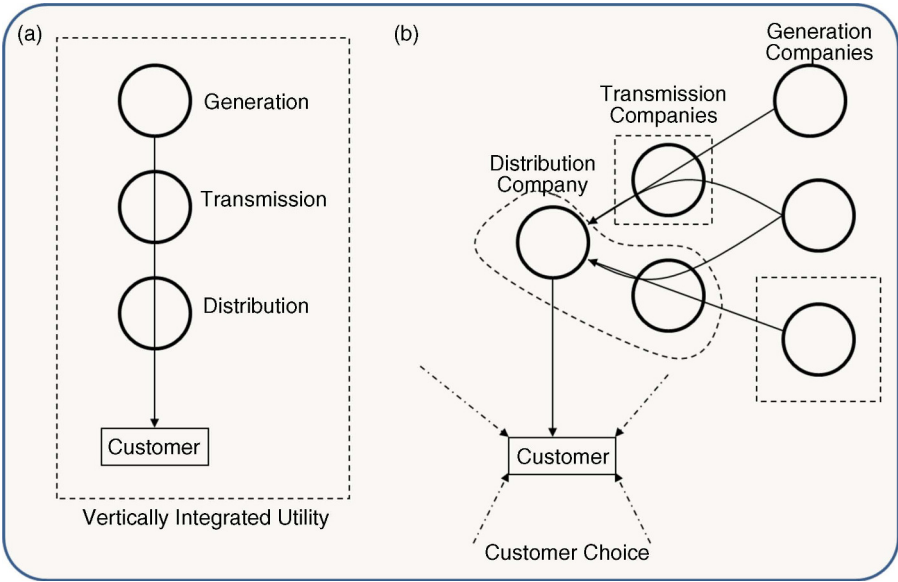 (a)
Generation
Transmission
Distribution
Customer
Vertically Integrated Utility
(b)
Generation
Companies
Transmission
Companies
Distribution
Company
Customer
Customer Choice